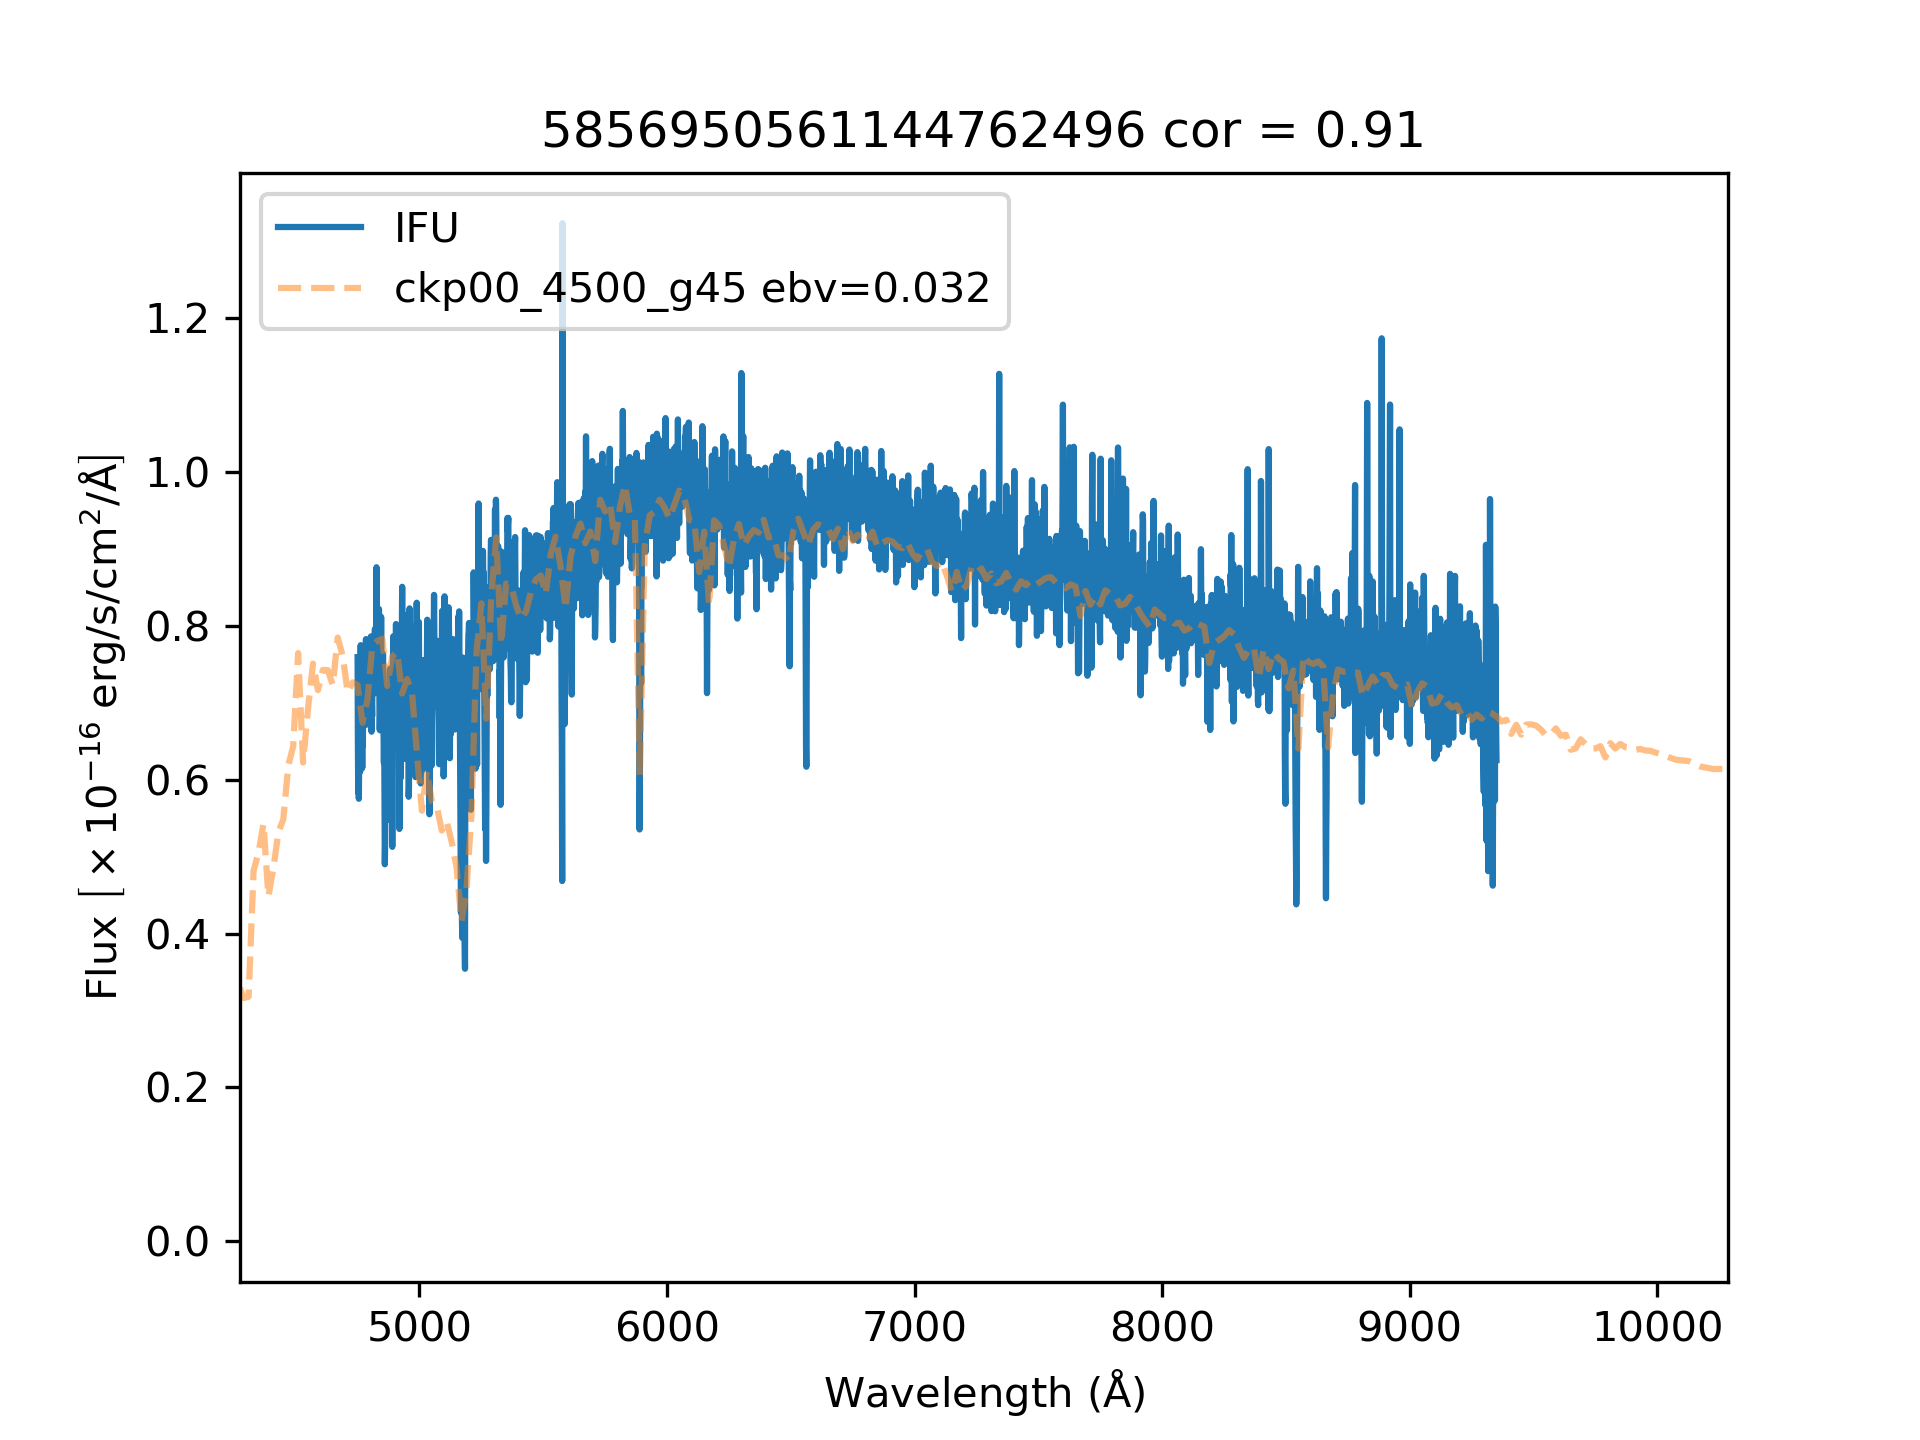 5856950561144762496 cor = 0.91
IFU
ckp00_4500_g45 ebv=0.032
Flux [× 10⁻¹⁶ erg/s/cm²/Å]
1.2
1.0
0.8
0.6
0.4
0.2
0.0
5000 6000 7000 8000 9000 10000
Wavelength (Å)